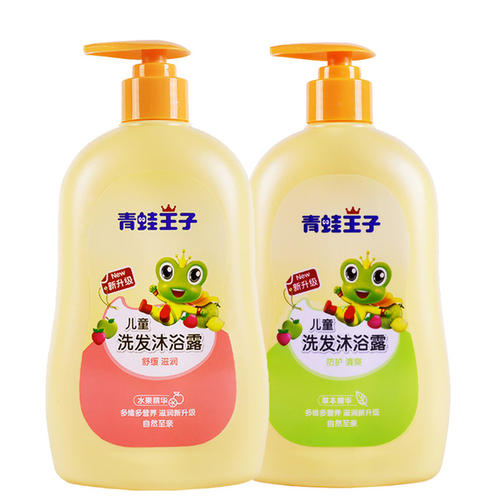 青蛙王子
New
新升级
儿童
洗发沐浴露
舒缓 滋润
水果精华
多维多营养 滋润新升级
自然至亲
青蛙王子
New
新升级
儿童
洗发沐浴露
防护 清爽
草本精华
多维多营养 滋润新升级
自然至亲